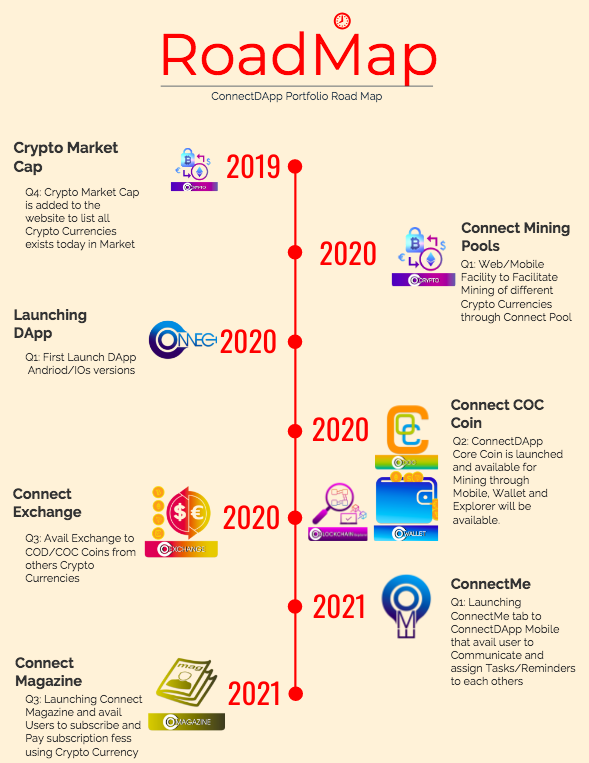 RoadMap
ConnectDApp Portfolio Road Map
Crypto Market
Cap
Q4: Crypto Market Cap
is added to the
website to list all
Crypto Currencies
exists today in Market
CRYPTO
2019
2020
CRYPTO
Connect Mining
Pools
Q1: Web/Mobile
Facility to Facilitate
Mining of different
Crypto Currencies
through Connect Pool
Launching
DApp
Q1: First Launch DApp
Andriod/IOs versions
CONNEC
2020
2020
Connect COC
Coin
Q2: ConnectDApp
Core Coin is launched
and available for
Mining through
Mobile, Wallet and
Explorer will be
available.
BLOCKCHAIN
WALLET
Connect
Exchange
Q3: Avail Exchange to
COD/COC Coins from
others Crypto
Currencies
EXCHANGE
2020
2021
ConnectMe
Q1: Launching
ConnectMe tab to
ConnectDApp Mobile
that avail user to
Communicate and
assign Tasks/Reminders
to each others
Connect
Magazine
Q3: Launching Connect
Magazine and avail
Users to subscribe and
Pay subscription fess
using Crypto Currency
mag
MAGAZINE
2021